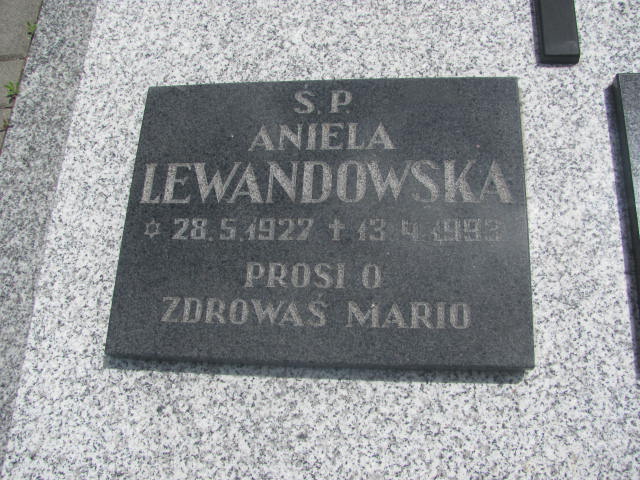 Ś.P.
ANIELA
LEWANDOWSKA
✡ 28.5.1927 ✝ 13.4.1993
PROSI O
ZDROWAŚ MARIO